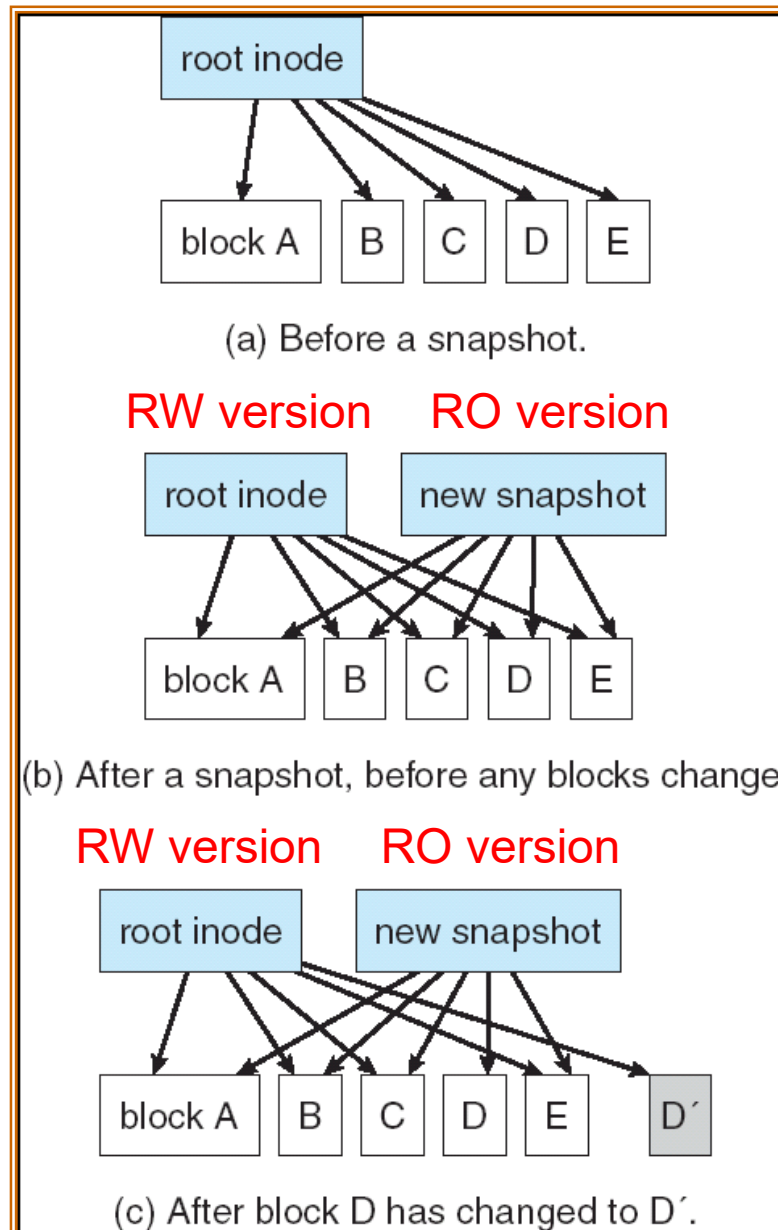 root inode
block A B C D E
(a) Before a snapshot.
RW version RO version
root inode new snapshot
block A B C D E
(b) After a snapshot, before any blocks change
RW version RO version
root inode new snapshot
block A B C D E D´
(c) After block D has changed to D´.